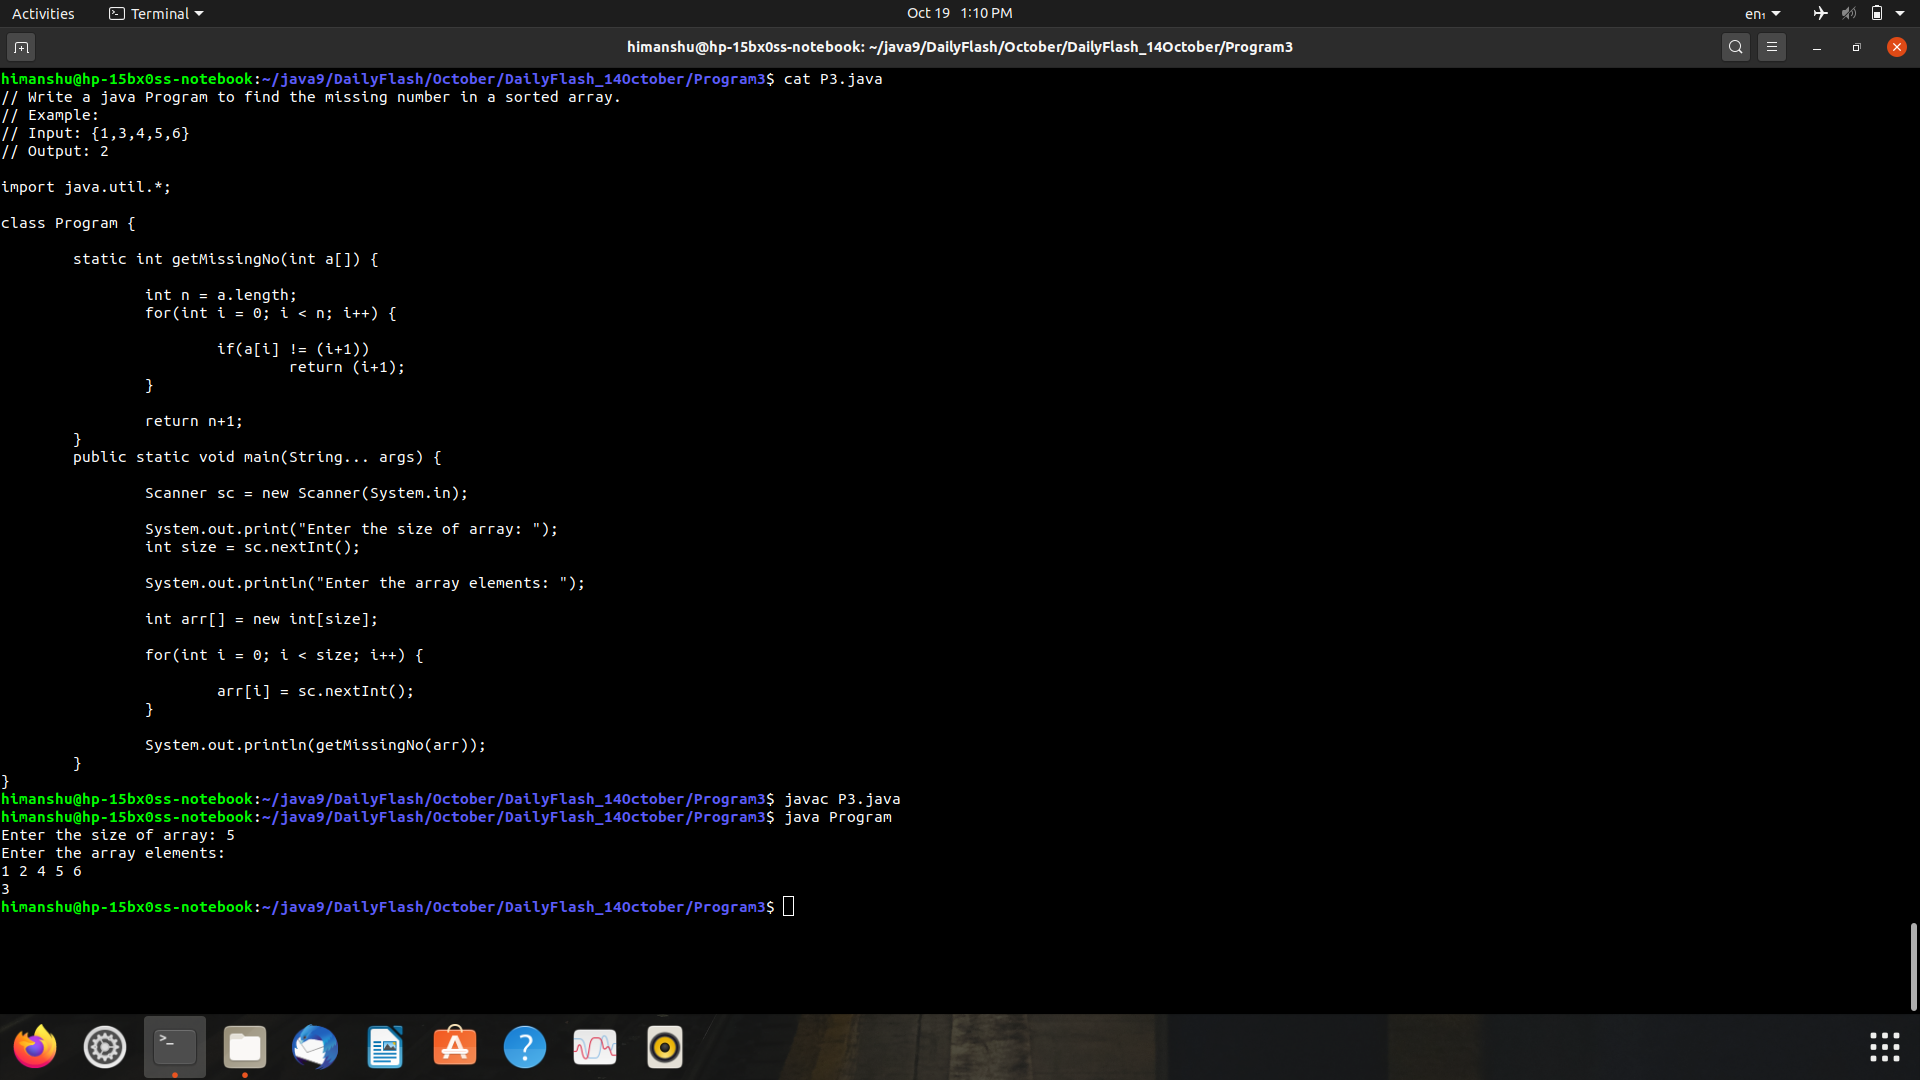 Activities Terminal Oct 19 1:10 PM en₁
himanshu@hp-15bx0ss-notebook: ~/java9/DailyFlash/October/DailyFlash_14October/Program3
himanshu@hp-15bx0ss-notebook:~/java9/DailyFlash/October/DailyFlash_14October/Program3$ cat P3.java
// Write a java Program to find the missing number in a sorted array.
// Example:
// Input: {1,3,4,5,6}
// Output: 2

import java.util.*;

class Program {

        static int getMissingNo(int a[]) {

                int n = a.length;
                for(int i = 0; i < n; i++) {

                        if(a[i] != (i+1))
                                return (i+1);
                }

                return n+1;
        }
        public static void main(String... args) {

                Scanner sc = new Scanner(System.in);

                System.out.print("Enter the size of array: ");
                int size = sc.nextInt();

                System.out.println("Enter the array elements: ");

                int arr[] = new int[size];

                for(int i = 0; i < size; i++) {

                        arr[i] = sc.nextInt();
                }

                System.out.println(getMissingNo(arr));
        }
}
himanshu@hp-15bx0ss-notebook:~/java9/DailyFlash/October/DailyFlash_14October/Program3$ javac P3.java
himanshu@hp-15bx0ss-notebook:~/java9/DailyFlash/October/DailyFlash_14October/Program3$ java Program
Enter the size of array: 5
Enter the array elements:
1 2 4 5 6
3
himanshu@hp-15bx0ss-notebook:~/java9/DailyFlash/October/DailyFlash_14October/Program3$